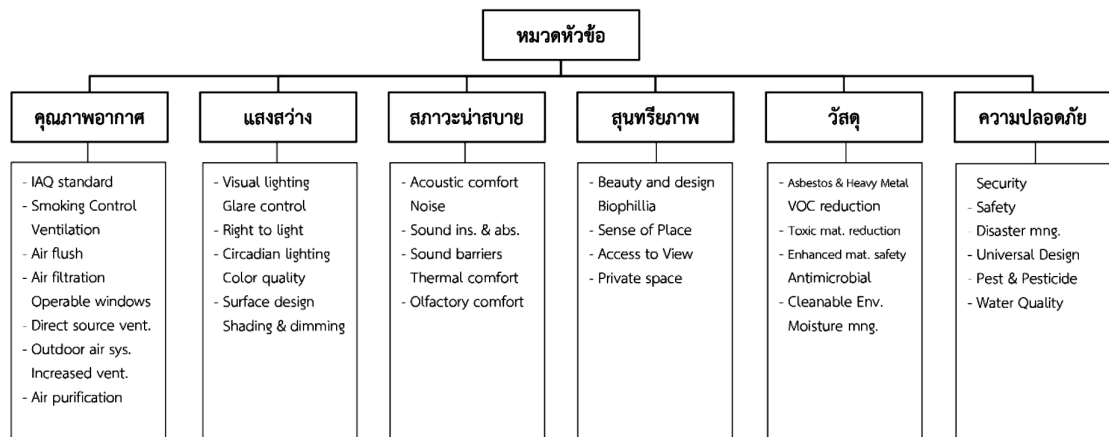 หมวดหัวข้อ
คุณภาพอากาศ
- IAQ standard
- Smoking Control
Ventilation
- Air flush
- Air filtration
Operable windows
- Direct source vent.
- Outdoor air sys.
Increased vent.
- Air purification
แสงสว่าง
- Visual lighting
Glare control
- Right to light
- Circadian lighting
Color quality
- Surface design
Shading & dimming
สภาวะน่าสบาย
- Acoustic comfort
Noise
- Sound ins. & abs.
- Sound barriers
Thermal comfort
- Olfactory comfort
สุนทรียภาพ
- Beauty and design
Biophillia
- Sense of Place
- Access to View
- Private space
วัสดุ
- Asbestos & Heavy Metal
VOC reduction
- Toxic mat. reduction
- Enhanced mat. safety
Antimicrobial
- Cleanable Env.
Moisture mng.
ความปลอดภัย
Security
- Safety
- Disaster mng.
- Universal Design
- Pest & Pesticide
- Water Quality